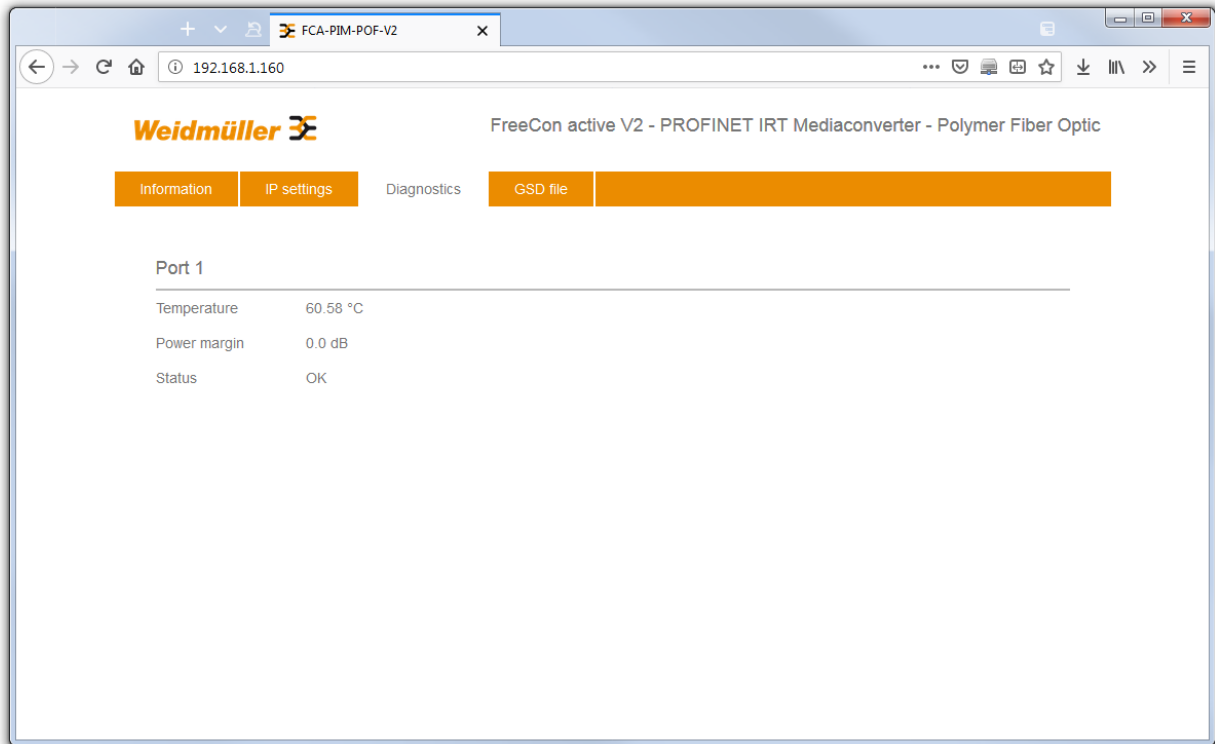 FCA-PIM-POF-V2
192.168.1.160
Weidmüller
FreeCon active V2 - PROFINET IRT Mediaconverter - Polymer Fiber Optic
Information IP settings Diagnostics GSD file
Port 1
Temperature 60.58 °C
Power margin 0.0 dB
Status OK